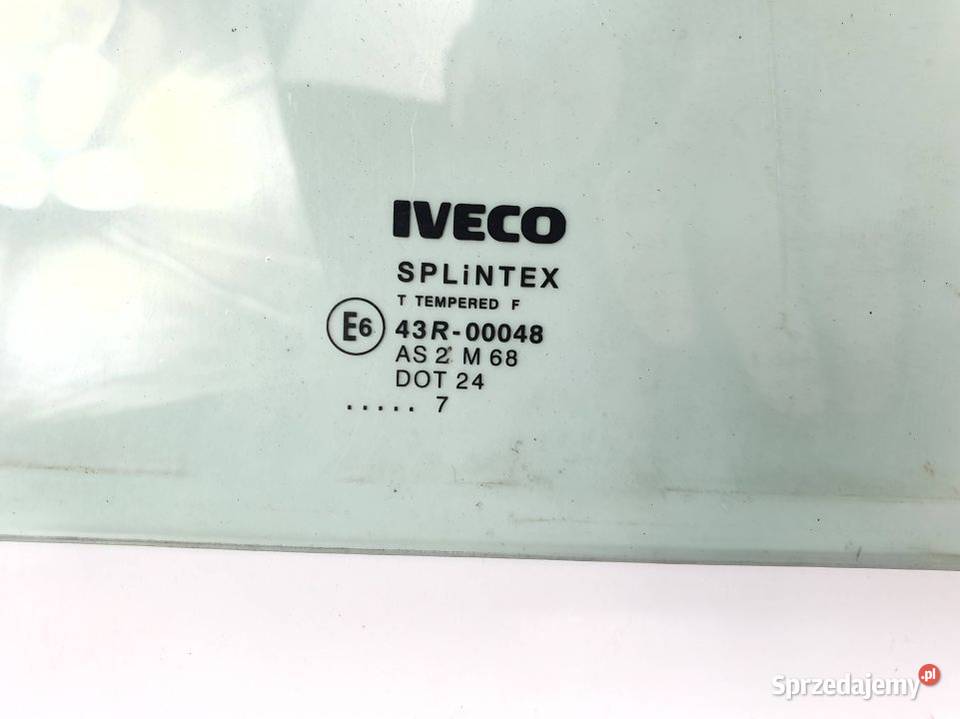 IVECO
SPLiNTEX
T TEMPERED F
E6 43R-00048
AS 2 M 68
DOT 24
..... 7
Sprzedajemy.pl